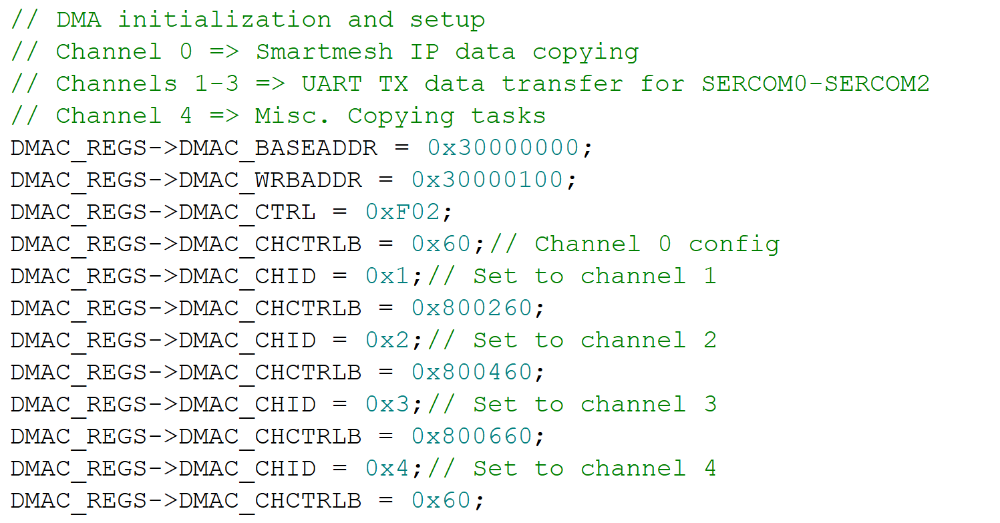 // DMA initialization and setup
// Channel 0 => Smartmesh IP data copying
// Channels 1-3 => UART TX data transfer for SERCOM0-SERCOM2
// Channel 4 => Misc. Copying tasks
DMAC_REGS->DMAC_BASEADDR = 0x30000000;
DMAC_REGS->DMAC_WRBADDR = 0x30000100;
DMAC_REGS->DMAC_CTRL = 0xF02;
DMAC_REGS->DMAC_CHCTRLB = 0x60;// Channel 0 config
DMAC_REGS->DMAC_CHID = 0x1;// Set to channel 1
DMAC_REGS->DMAC_CHCTRLB = 0x800260;
DMAC_REGS->DMAC_CHID = 0x2;// Set to channel 2
DMAC_REGS->DMAC_CHCTRLB = 0x800460;
DMAC_REGS->DMAC_CHID = 0x3;// Set to channel 3
DMAC_REGS->DMAC_CHCTRLB = 0x800660;
DMAC_REGS->DMAC_CHID = 0x4;// Set to channel 4
DMAC_REGS->DMAC_CHCTRLB = 0x60;